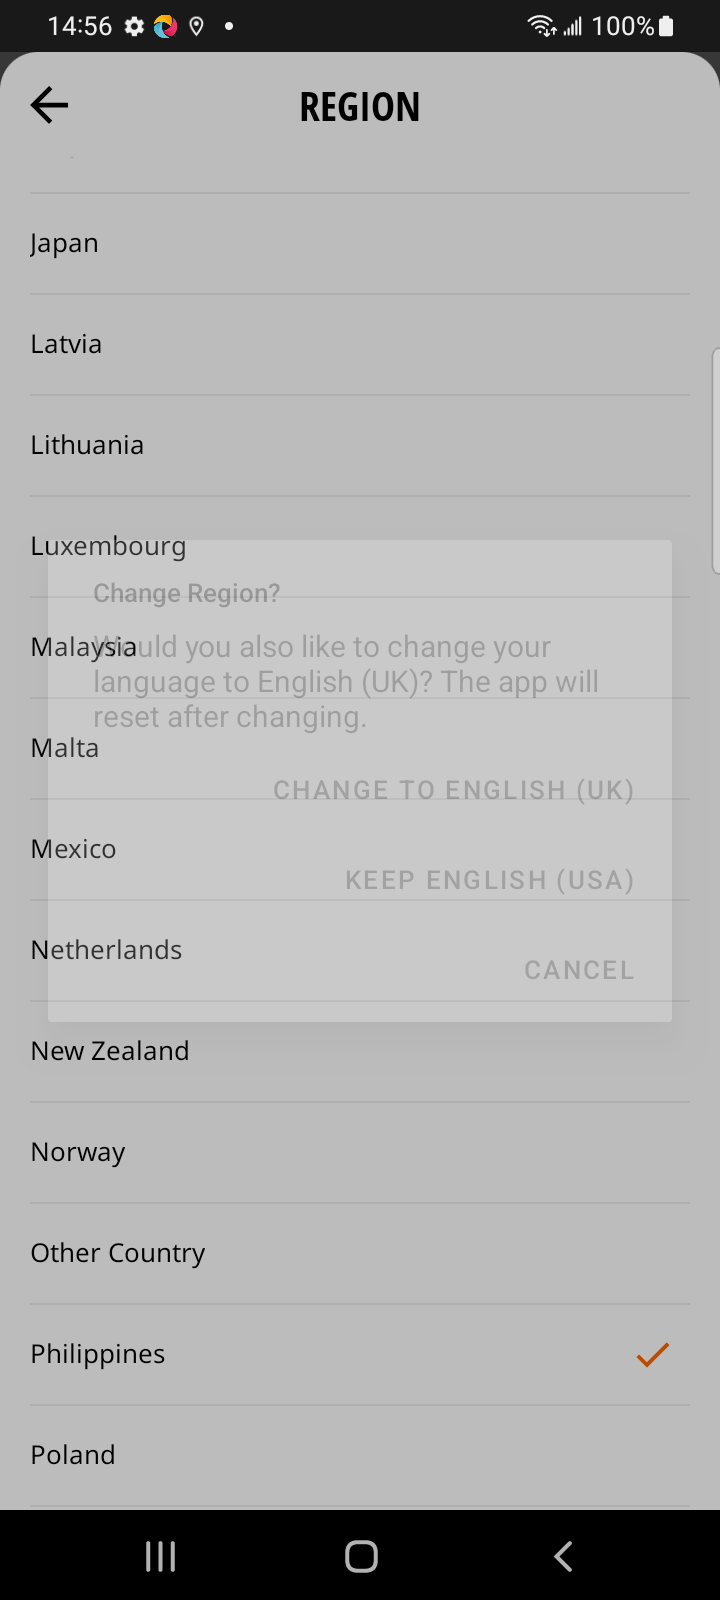 14:56
100%
REGION
Japan
Latvia
Lithuania
Luxembourg
Change Region?
Malaysia
Would you also like to change your
language to English (UK)? The app will
reset after changing.
Malta
CHANGE TO ENGLISH (UK)
Mexico
KEEP ENGLISH (USA)
Netherlands
CANCEL
New Zealand
Norway
Other Country
Philippines
Poland